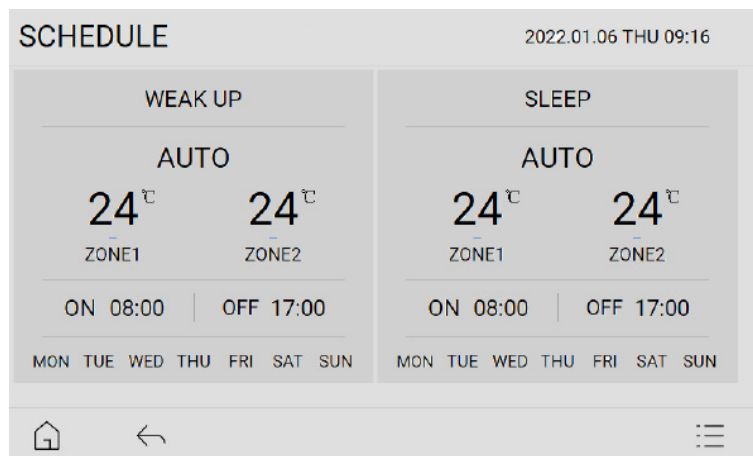 SCHEDULE
2022.01.06 THU 09:16
WEAK UP
AUTO
24℃ 24℃
ZONE1 ZONE2
ON 08:00 OFF 17:00
MON TUE WED THU FRI SAT SUN
SLEEP
AUTO
24℃ 24℃
ZONE1 ZONE2
ON 08:00 OFF 17:00
MON TUE WED THU FRI SAT SUN